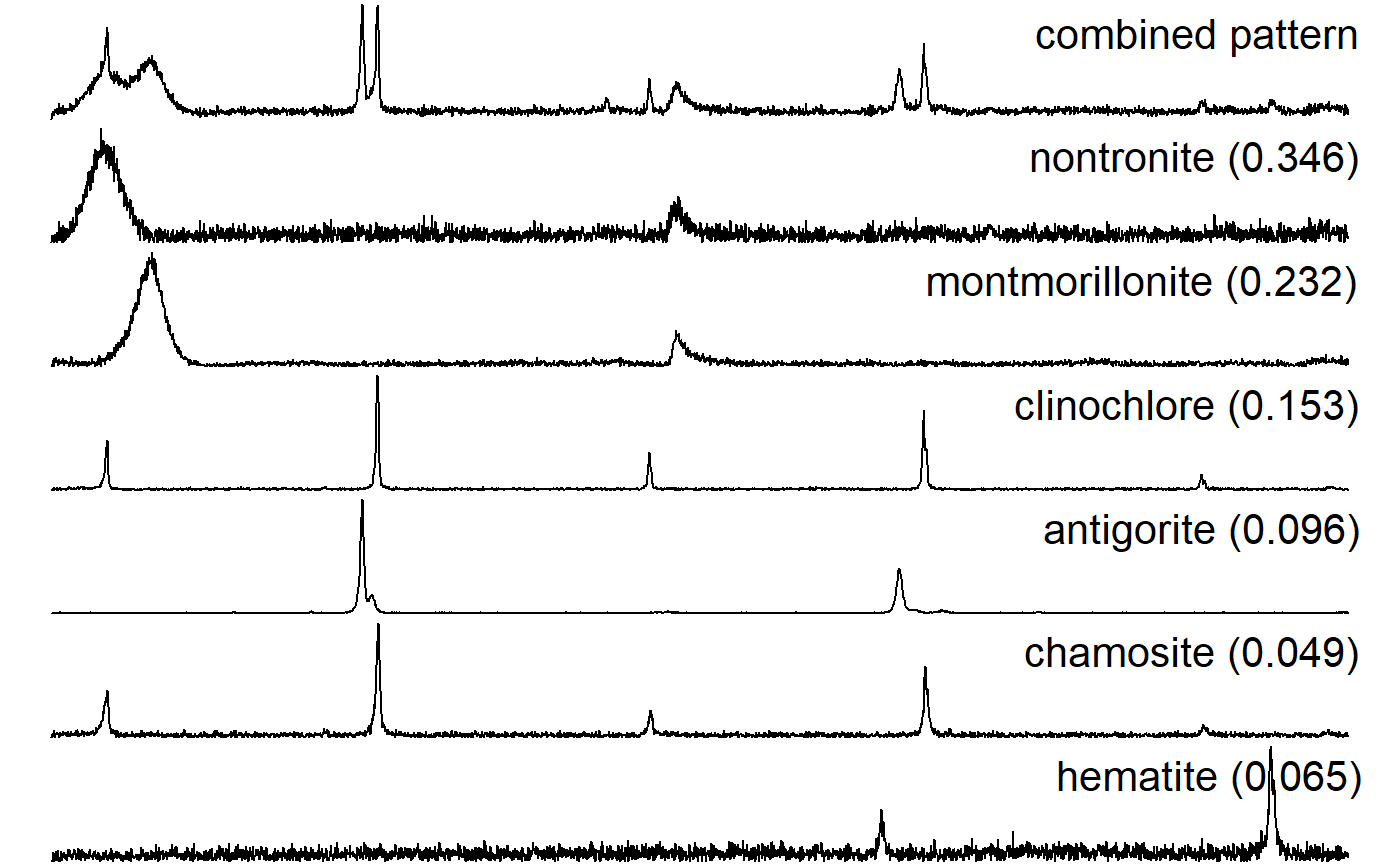 combined pattern
nontronite (0.346)
montmorillonite (0.232)
clinochlore (0.153)
antigorite (0.096)
chamosite (0.049)
hematite (0.065)